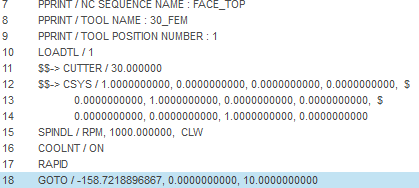 7 PPRINT / NC SEQUENCE NAME : FACE_TOP
8 PPRINT / TOOL NAME : 30_FEM
9 PPRINT / TOOL POSITION NUMBER : 1
10 LOADTL / 1
11 $$-> CUTTER / 30.000000
12 $$-> CSYS / 1.0000000000, 0.0000000000, 0.0000000000, 0.0000000000, $
13 0.0000000000, 1.0000000000, 0.0000000000, 0.0000000000, $
14 0.0000000000, 0.0000000000, 1.0000000000, 0.0000000000
15 SPINDL / RPM, 1000.000000, CLW
16 COOLNT / ON
17 RAPID
18 GOTO / -158.7218896867, 0.0000000000, 10.0000000000